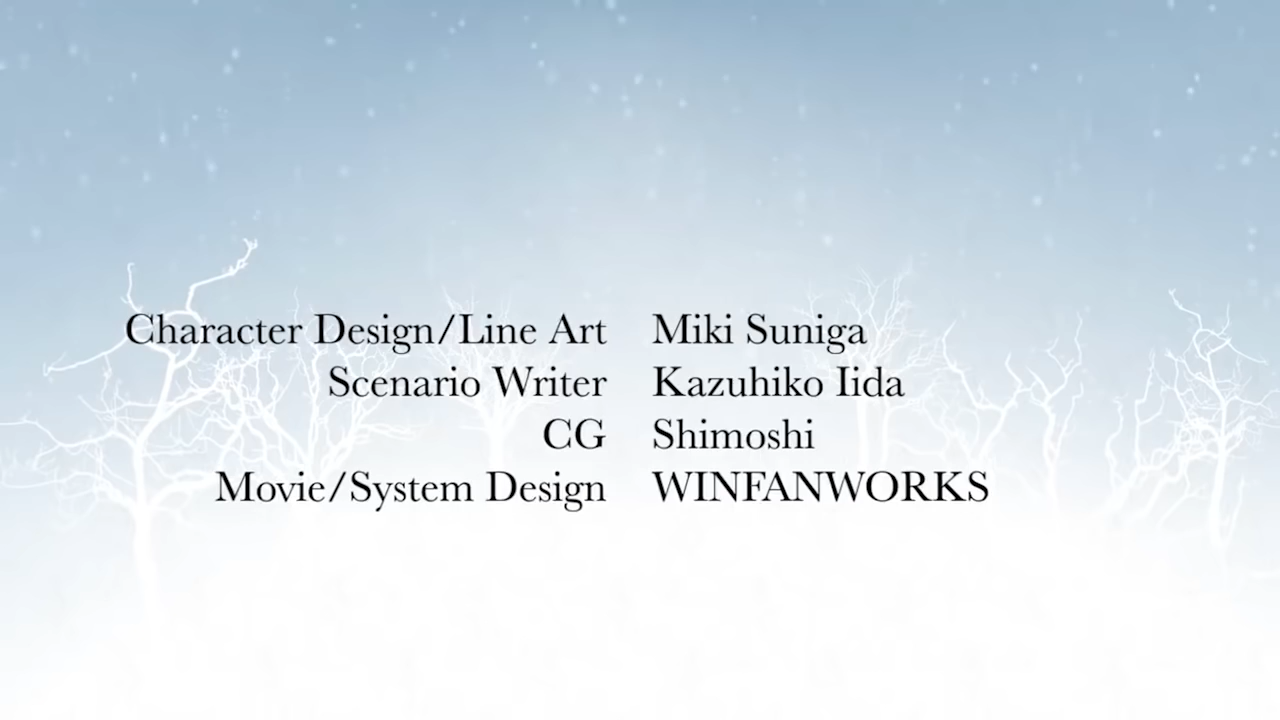 Character Design/Line Art Miki Suniga
Scenario Writer Kazuhiko Iida
CG Shimoshi
Movie/System Design WINFANWORKS